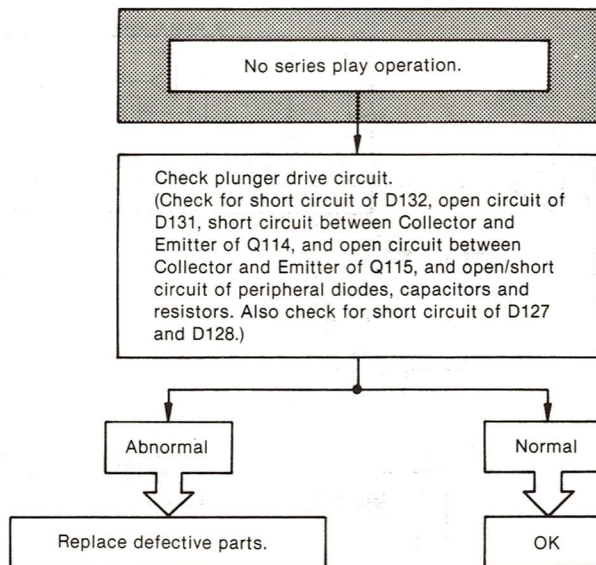 No series play operation.
Check plunger drive circuit.
(Check for short circuit of D132, open circuit of
D131, short circuit between Collector and
Emitter of Q114, and open circuit between
Collector and Emitter of Q115, and open/short
circuit of peripheral diodes, capacitors and
resistors. Also check for short circuit of D127
and D128.)
Abnormal
Normal
Replace defective parts.
OK